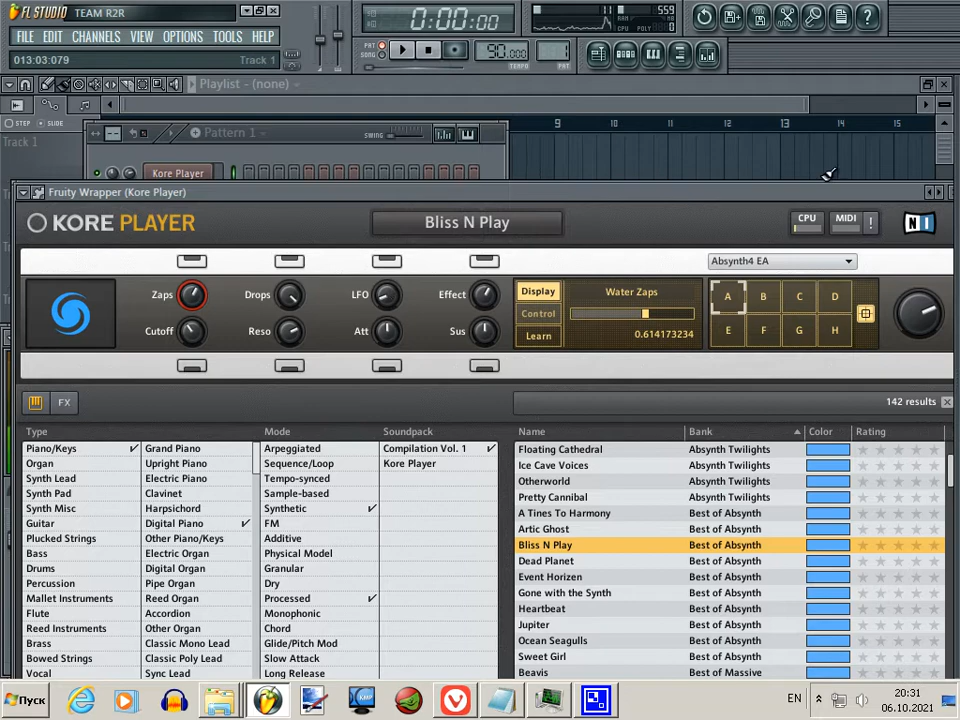 FL STUDIO TEAM R2R
FILE EDIT CHANNELS VIEW OPTIONS TOOLS HELP
013:03:079 Track 1
0:00:00
PAT
SONG
90.000
TEMPO
1
PAT
11 559
RAM
CPU POLY
Playlist - (none)
STEP SLIDE
9 11 12 13 14 15
Track 1
Pattern 1
SWING
Kore Player
Fruity Wrapper (Kore Player)
KORE PLAYER
Bliss N Play
CPU MIDI !
NI
Absynth4 EA
Zaps Drops LFO Effect
Cutoff Reso Att Sus
Display
Control
Learn
Water Zaps
0.614173234
A B C D
E F G H
FX
142 results
Type Mode Soundpack
Piano/Keys Grand Piano Arpeggiated Compilation Vol. 1
Organ Upright Piano Sequence/Loop Kore Player
Synth Lead Electric Piano Tempo-synced
Synth Pad Clavinet Sample-based
Synth Misc Harpsichord Synthetic
Guitar Digital Piano FM
Plucked Strings Other Piano/Keys Additive
Bass Electric Organ Physical Model
Drums Digital Organ Granular
Percussion Pipe Organ Dry
Mallet Instruments Reed Organ Processed
Flute Accordion Monophonic
Reed Instruments Other Organ Chord
Brass Classic Mono Lead Glide/Pitch Mod
Bowed Strings Classic Poly Lead Slow Attack
Vocal Sync Lead Long Release
Name Bank Color Rating
Floating Cathedral Absynth Twilights
Ice Cave Voices Absynth Twilights
Otherworld Absynth Twilights
Pretty Cannibal Absynth Twilights
A Tines To Harmony Best of Absynth
Artic Ghost Best of Absynth
Bliss N Play Best of Absynth
Dead Planet Best of Absynth
Event Horizen Best of Absynth
Gone with the Synth Best of Absynth
Heartbeat Best of Absynth
Jupiter Best of Absynth
Ocean Seagulls Best of Absynth
Sweet Girl Best of Absynth
Beavis Best of Massive
Пуск
KMP
EN
20:31
06.10.2021